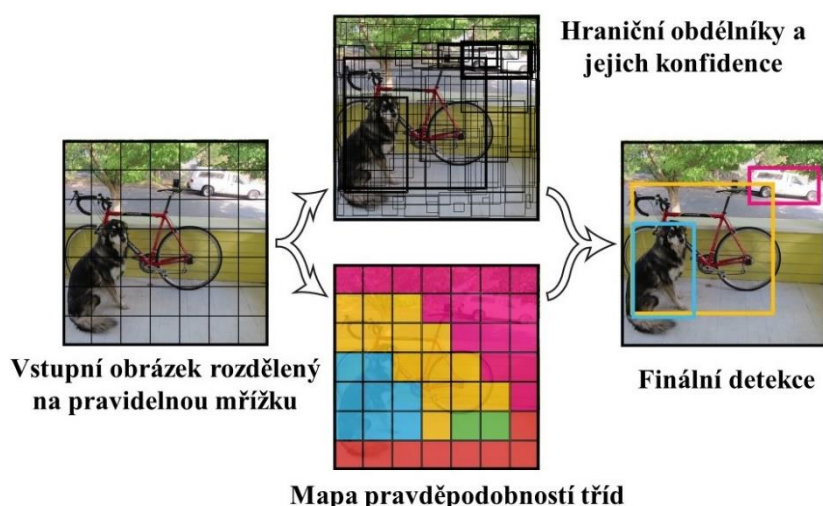 Hraniční obdélníky a
jejich konfidence
Vstupní obrázek rozdělený
na pravidelnou mřížku
Finální detekce
Mapa pravděpodobností tříd